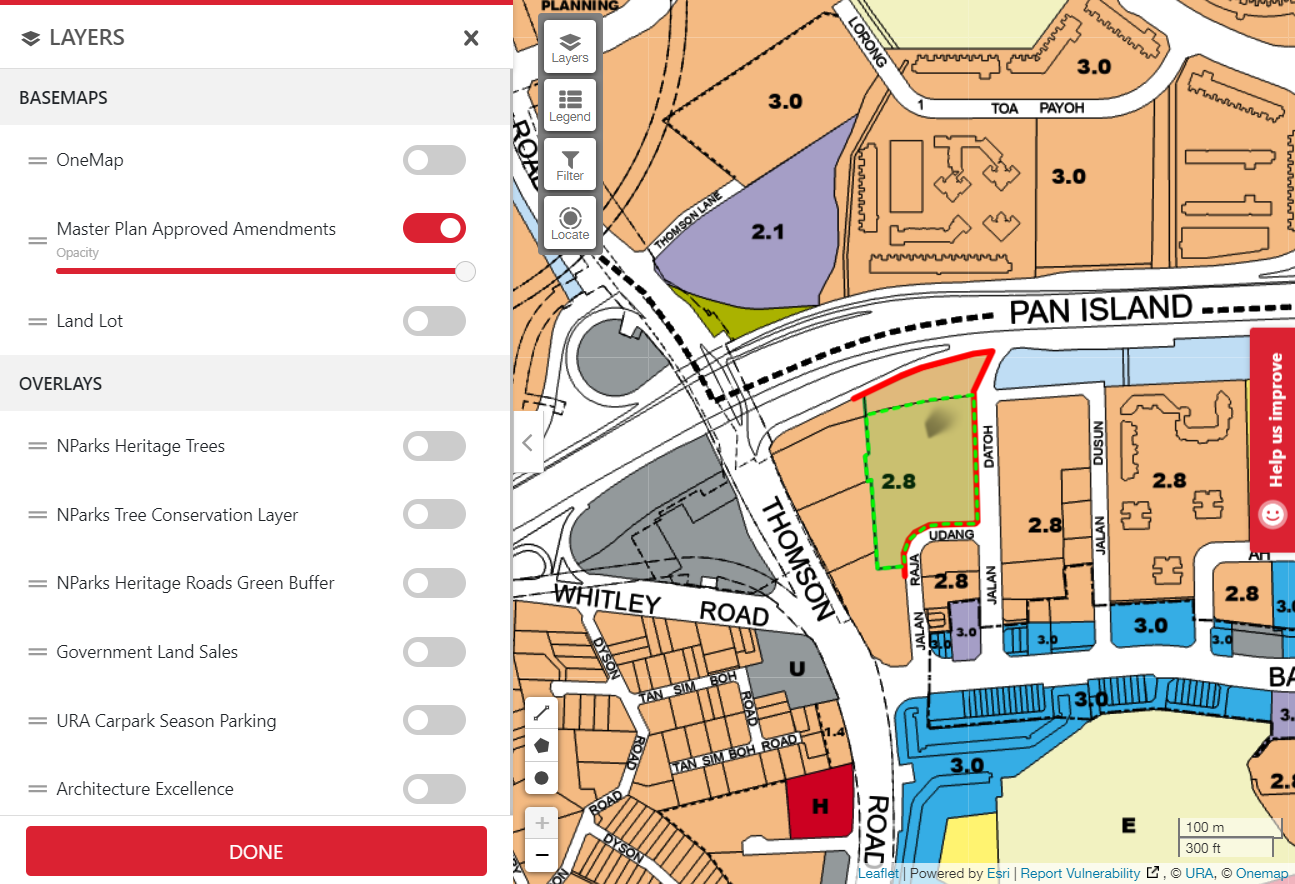 LAYERS
BASEMAPS
OneMap
Master Plan Approved Amendments
Opacity
Land Lot
OVERLAYS
NParks Heritage Trees
NParks Tree Conservation Layer
NParks Heritage Roads Green Buffer
Government Land Sales
URA Carpark Season Parking
Architecture Excellence
DONE
PLANNING
Layers
Legend
Filter
Locate
ROAD
LORONG
1
TOA PAYOH
3.0
3.0
3.0
THOMSON LANE
2.1
PAN ISLAND
Help us improve
2.8
DATOH
DUSUN
2.8
2.8
UDANG
JALAN
JALAN
RAJA
JALAN
2.8
AH
2.8
3.0
3.0
3.0
3.0
3.0
THOMSON
ROAD
WHITLEY ROAD
DYSON
ROAD
DYSON
ROAD
U
TAN SIM BOH
ROAD
TAN SIM BOH ROAD
1.4
H
3.0
3.0
E
100 m
300 ft
Leaflet | Powered by Esri | Report Vulnerability , © URA, © Onemap